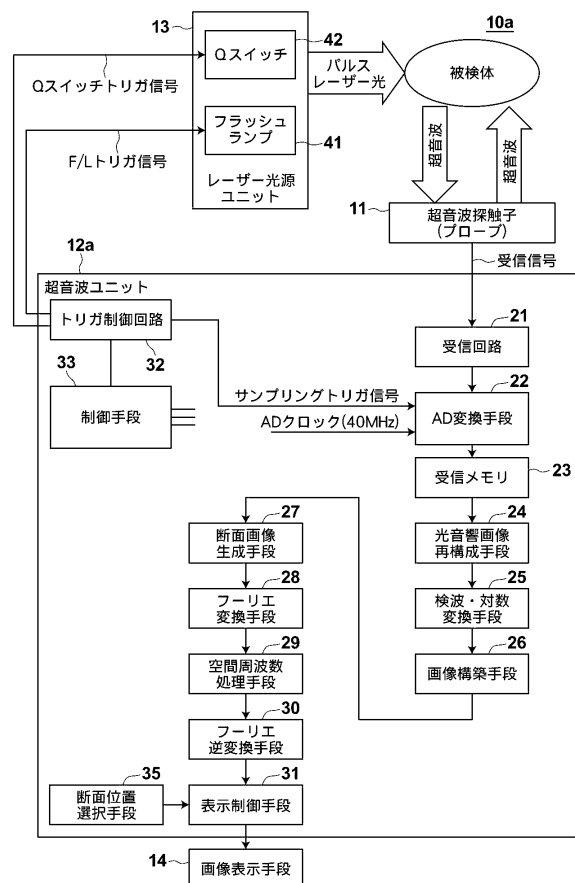 10a
13
Qスイッチ
42
Qスイッチトリガ信号
パルス
レーザー光
被検体
フラッシュ
ランプ
41
F/Lトリガ信号
レーザー光源
ユニット
超音波
超音波
11
超音波探触子
(プローブ)
12a
受信信号
超音波ユニット
トリガ制御回路
32
21
受信回路
33
制御手段
サンプリングトリガ信号
ADクロック(40MHz)
22
AD変換手段
受信メモリ
23
27
断面画像
生成手段
24
光音響画像
再構成手段
28
フーリエ
変換手段
25
検波・対数
変換手段
29
空間周波数
処理手段
26
画像構築手段
30
フーリエ
逆変換手段
35
断面位置
選択手段
31
表示制御手段
14
画像表示手段